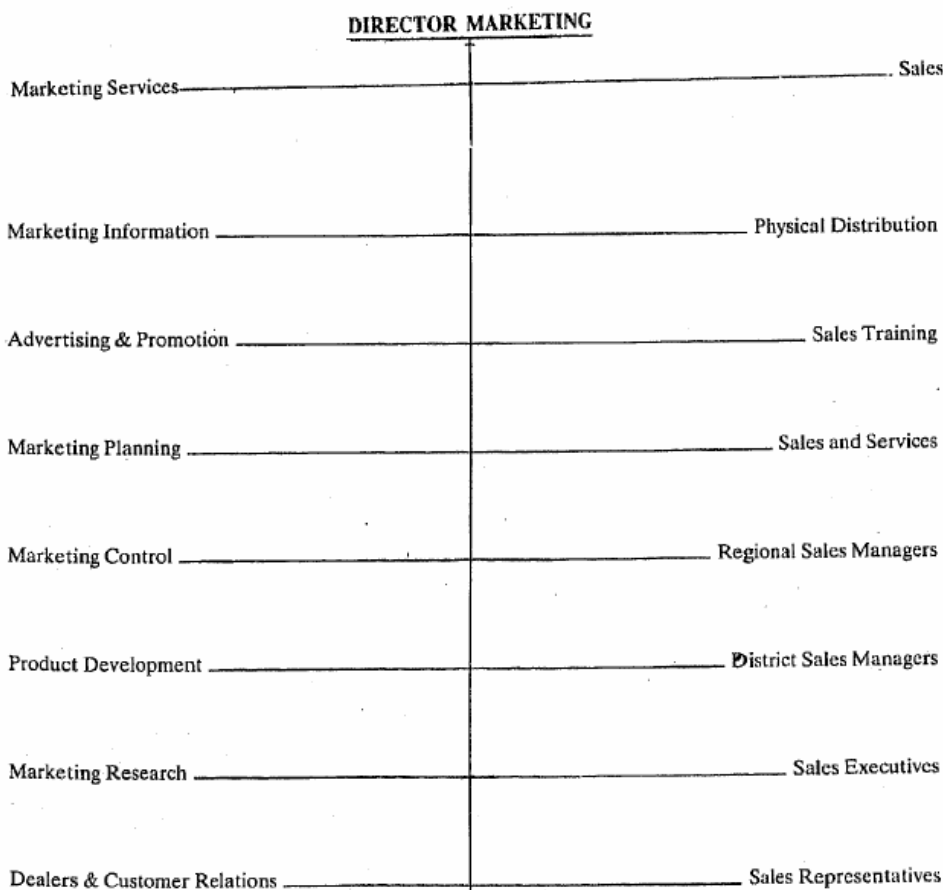 DIRECTOR MARKETING
Marketing Services Sales
Marketing Information Physical Distribution
Advertising & Promotion Sales Training
Marketing Planning Sales and Services
Marketing Control Regional Sales Managers
Product Development District Sales Managers
Marketing Research Sales Executives
Dealers & Customer Relations Sales Representatives